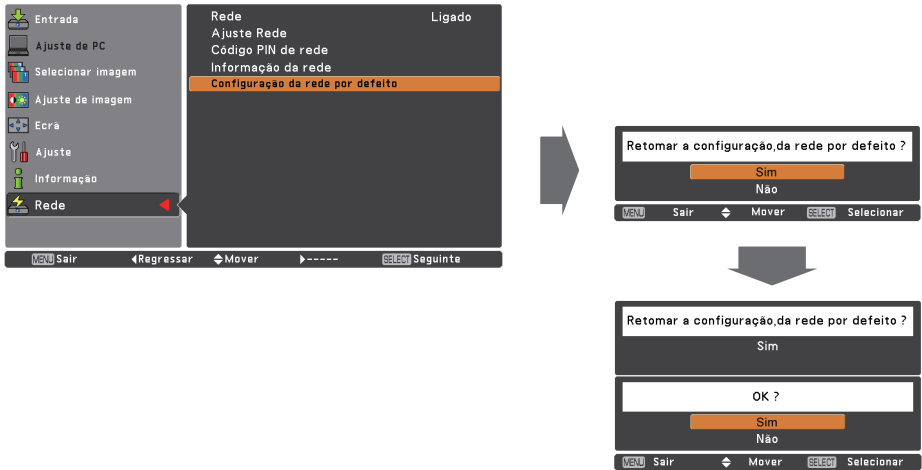 Entrada
Ajuste de PC
Selecionar imagem
Ajuste de imagem
Ecrã
Ajuste
Informação
Rede
Rede Ligado
Ajuste Rede
Código PIN de rede
Informação da rede
Configuração da rede por defeito
MENU Sair Regressar Mover ----- SELECT Seguinte
Retomar a configuração,da rede por defeito ?
Sim
Não
MENU Sair Mover SELECT Selecionar
Retomar a configuração,da rede por defeito ?
Sim
OK ?
Sim
Não
MENU Sair Mover SELECT Selecionar